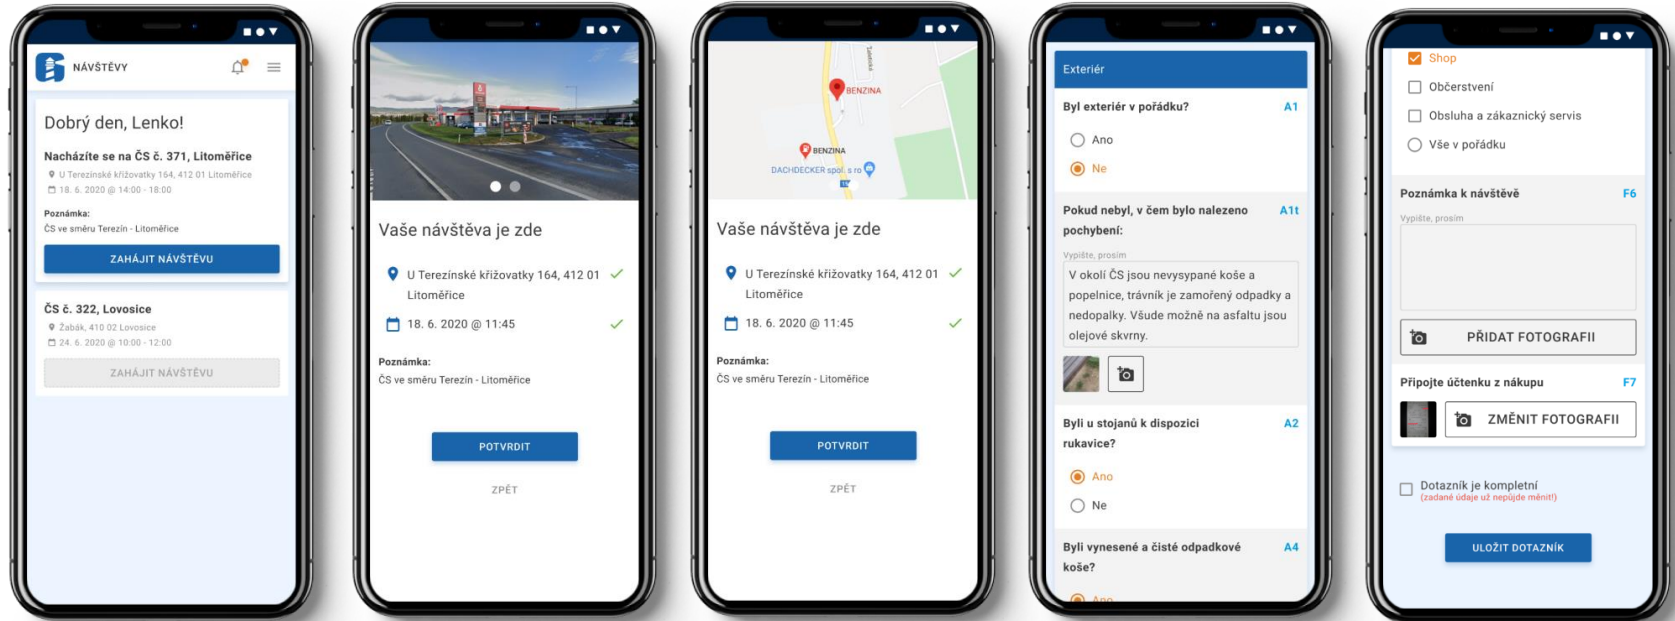 NÁVŠTĚVY
Dobrý den, Lenko!
Nacházíte se na ČS č. 371, Litoměřice
U Terezínské křižovatky 164, 412 01 Litoměřice
18. 6. 2020 @ 14:00 - 18:00
Poznámka:
ČS ve směru Terezín - Litoměřice
ZAHÁJIT NÁVŠTĚVU
ČS č. 322, Lovosice
Žabák, 410 02 Lovosice
24. 6. 2020 @ 10:00 - 12:00
ZAHÁJIT NÁVŠTĚVU
Vaše návštěva je zde
U Terezínské křižovatky 164, 412 01
Litoměřice
18. 6. 2020 @ 11:45
Poznámka:
ČS ve směru Terezín - Litoměřice
POTVRDIT
ZPĚT
BENZINA
BENZINA
DACHDECKER spol. s ro
Vaše návštěva je zde
U Terezínské křižovatky 164, 412 01
Litoměřice
18. 6. 2020 @ 11:45
Poznámka:
ČS ve směru Terezín - Litoměřice
POTVRDIT
ZPĚT
Exteriér
Byl exteriér v pořádku? A1
Ano
Ne
Pokud nebyl, v čem bylo nalezeno A1t
pochybení:
Vypište, prosím
V okolí ČS jsou nevysypané koše a
popelnice, trávník je zamořený odpadky a
nedopalky. Všude možně na asfaltu jsou
olejové skvrny.
Byli u stojanů k dispozici A2
rukavice?
Ano
Ne
Byli vynesené a čisté odpadkové A4
koše?
Ano
Shop
Občerstvení
Obsluha a zákaznický servis
Vše v pořádku
Poznámka k návštěvě F6
Vypište, prosím
PŘIDAT FOTOGRAFII
Připojte účtenku z nákupu F7
ZMĚNIT FOTOGRAFII
Dotazník je kompletní
(zadané údaje už nepůjde měnit!)
ULOŽIT DOTAZNÍK